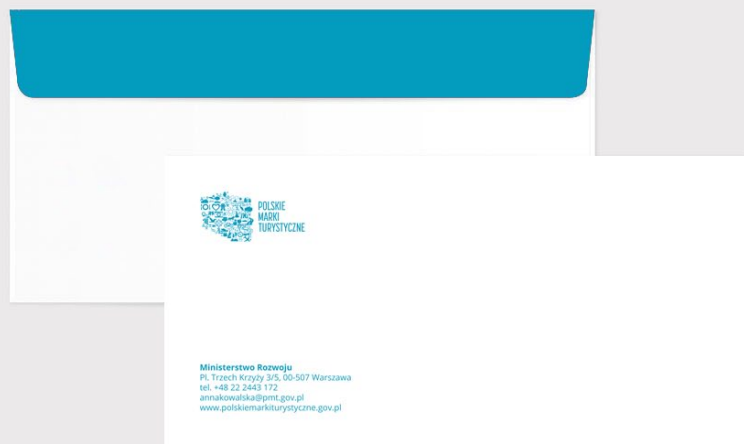 POLSKIE
MARKI
TURYSTYCZNE
Ministerstwo Rozwoju
Pl. Trzech Krzyży 3/5, 00-507 Warszawa
tel. +48 22 2443 172
annakowalska@pmt.gov.pl
www.polskiemarkiturystyczne.gov.pl